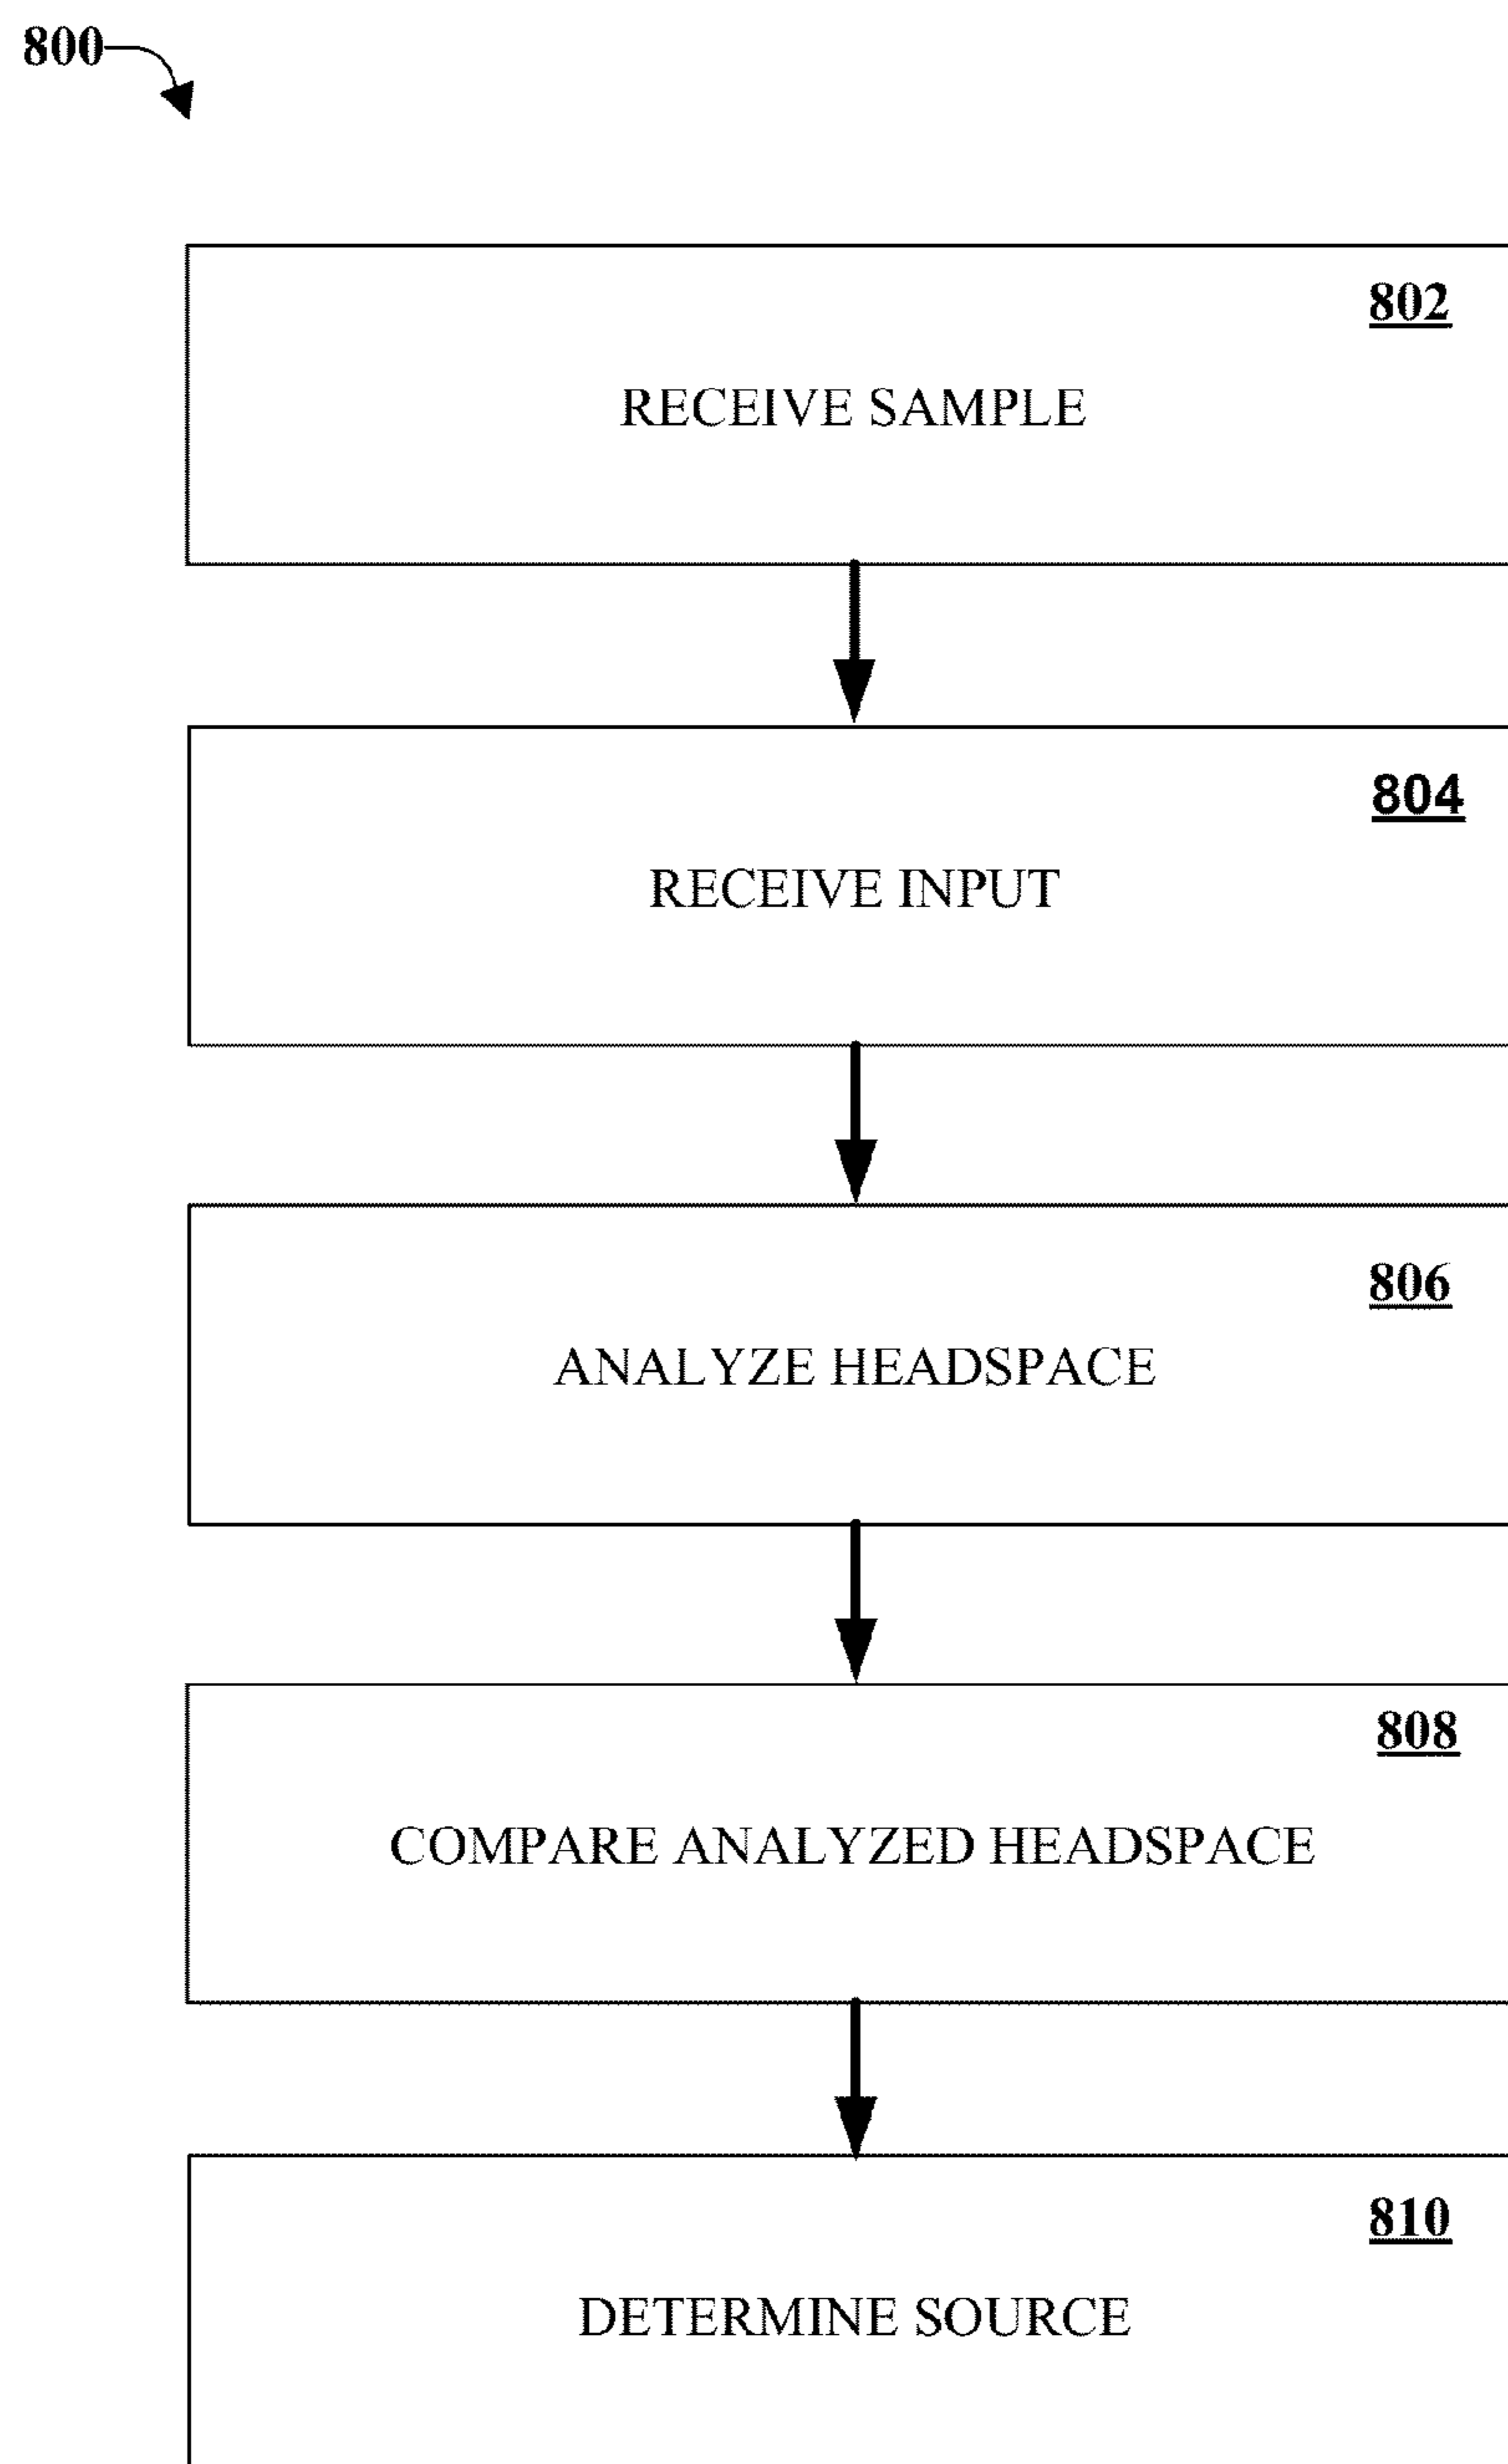 800
802
RECEIVE SAMPLE
804
RECEIVE INPUT
806
ANALYZE HEADSPACE
808
COMPARE ANALYZED HEADSPACE
810
DETERMINE SOURCE